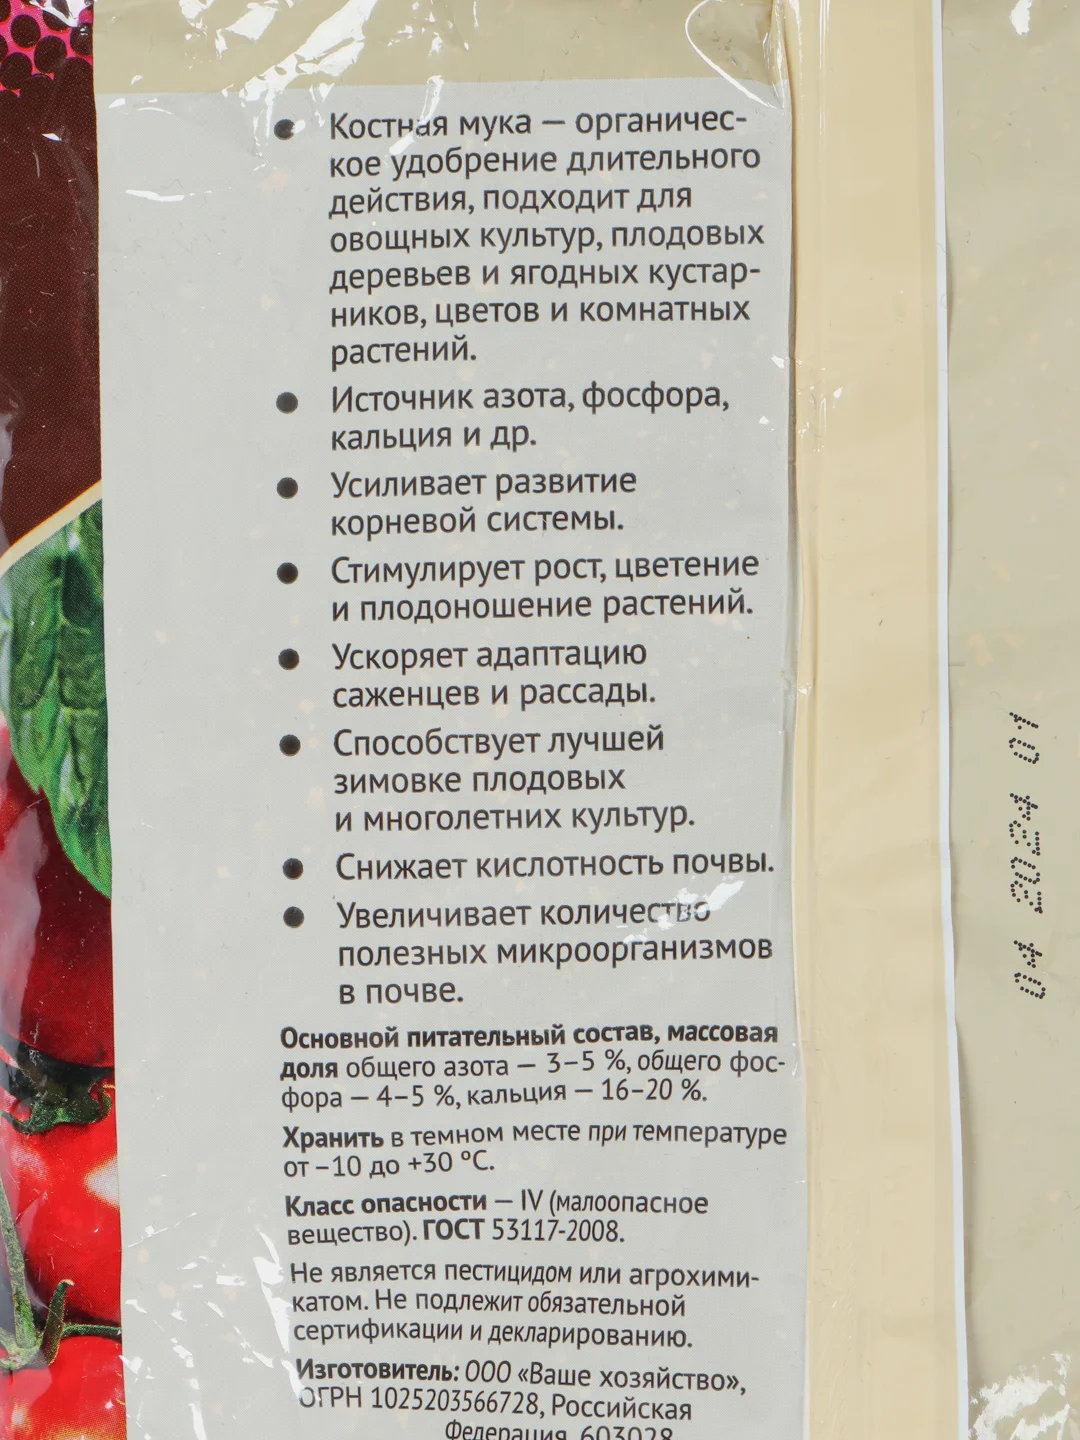 Костная мука — органичес-
кое удобрение длительного
действия, подходит для
овощных культур, плодовых
деревьев и ягодных кустар-
ников, цветов и комнатных
растений.
Источник азота, фосфора,
кальция и др.
Усиливает развитие
корневой системы.
Стимулирует рост, цветение
и плодоношение растений.
Ускоряет адаптацию
саженцев и рассады.
Способствует лучшей
зимовке плодовых
и многолетних культур.
Снижает кислотность почвы.
Увеличивает количество
полезных микроорганизмов
в почве.
Основной питательный состав, массовая
доля общего азота — 3–5 %, общего фос-
фора — 4–5 %, кальция — 16–20 %.
Хранить в темном месте при температуре
от –10 до +30 °С.
Класс опасности — IV (малоопасное
вещество). ГОСТ 53117-2008.
Не является пестицидом или агрохими-
катом. Не подлежит обязательной
сертификации и декларированию.
Изготовитель: ООО «Ваше хозяйство»,
ОГРН 1025203566728, Российская
Федерация, 603028
04 2024 01